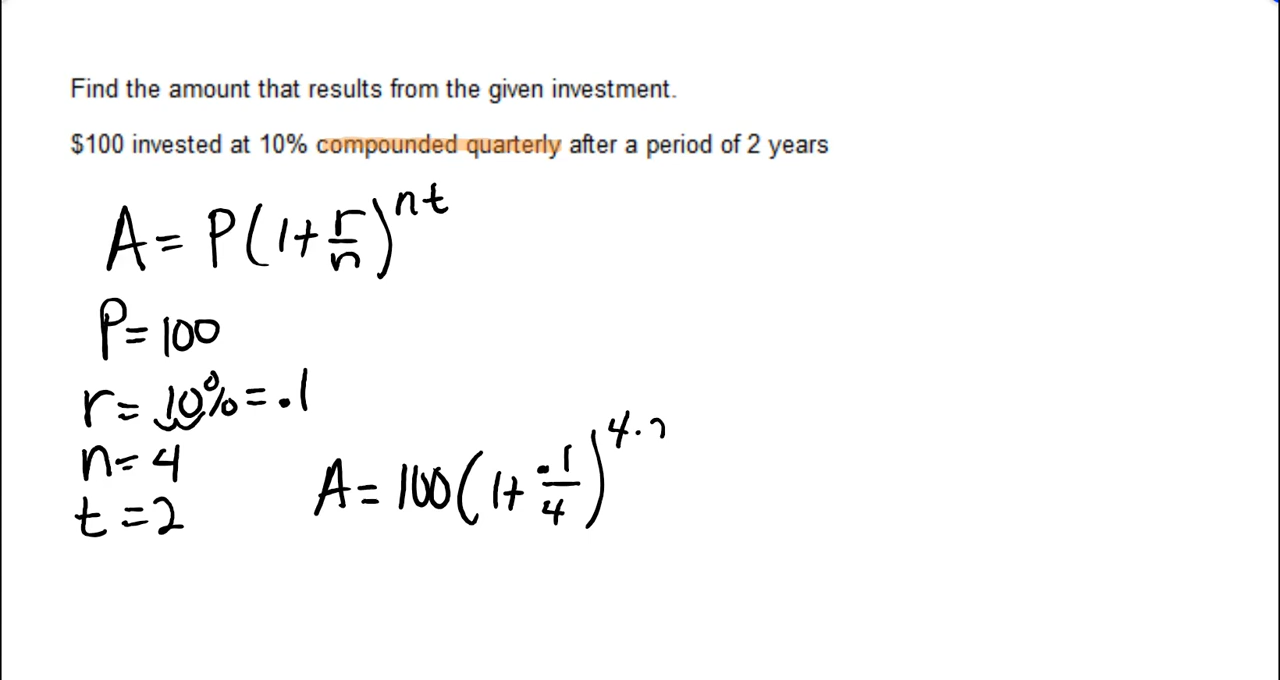 Find the amount that results from the given investment.
$100 invested at 10% compounded quarterly after a period of 2 years
A = P(1+r/n)^nt
P = 100
r = 10% = .1
n = 4
t = 2
A = 100(1+.1/4)^4·